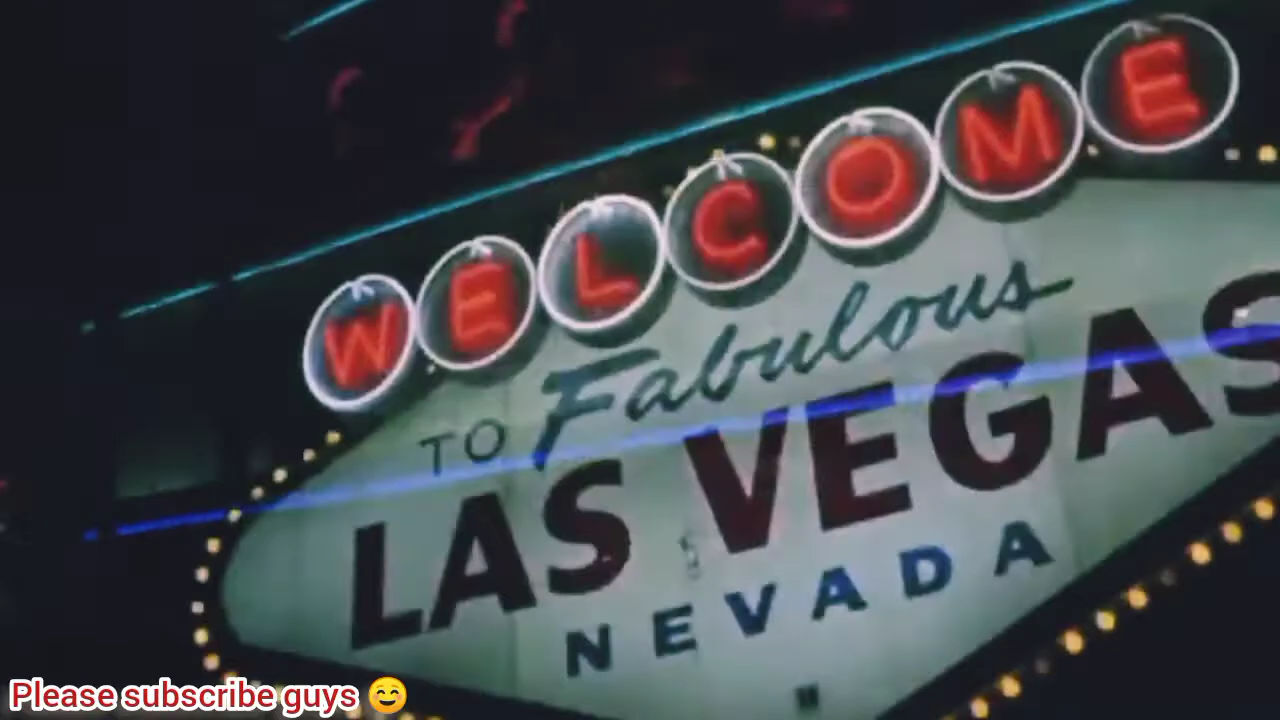 WELCOME
TO Fabulous
LAS VEGAS
NEVADA
Please subscribe guys 😊